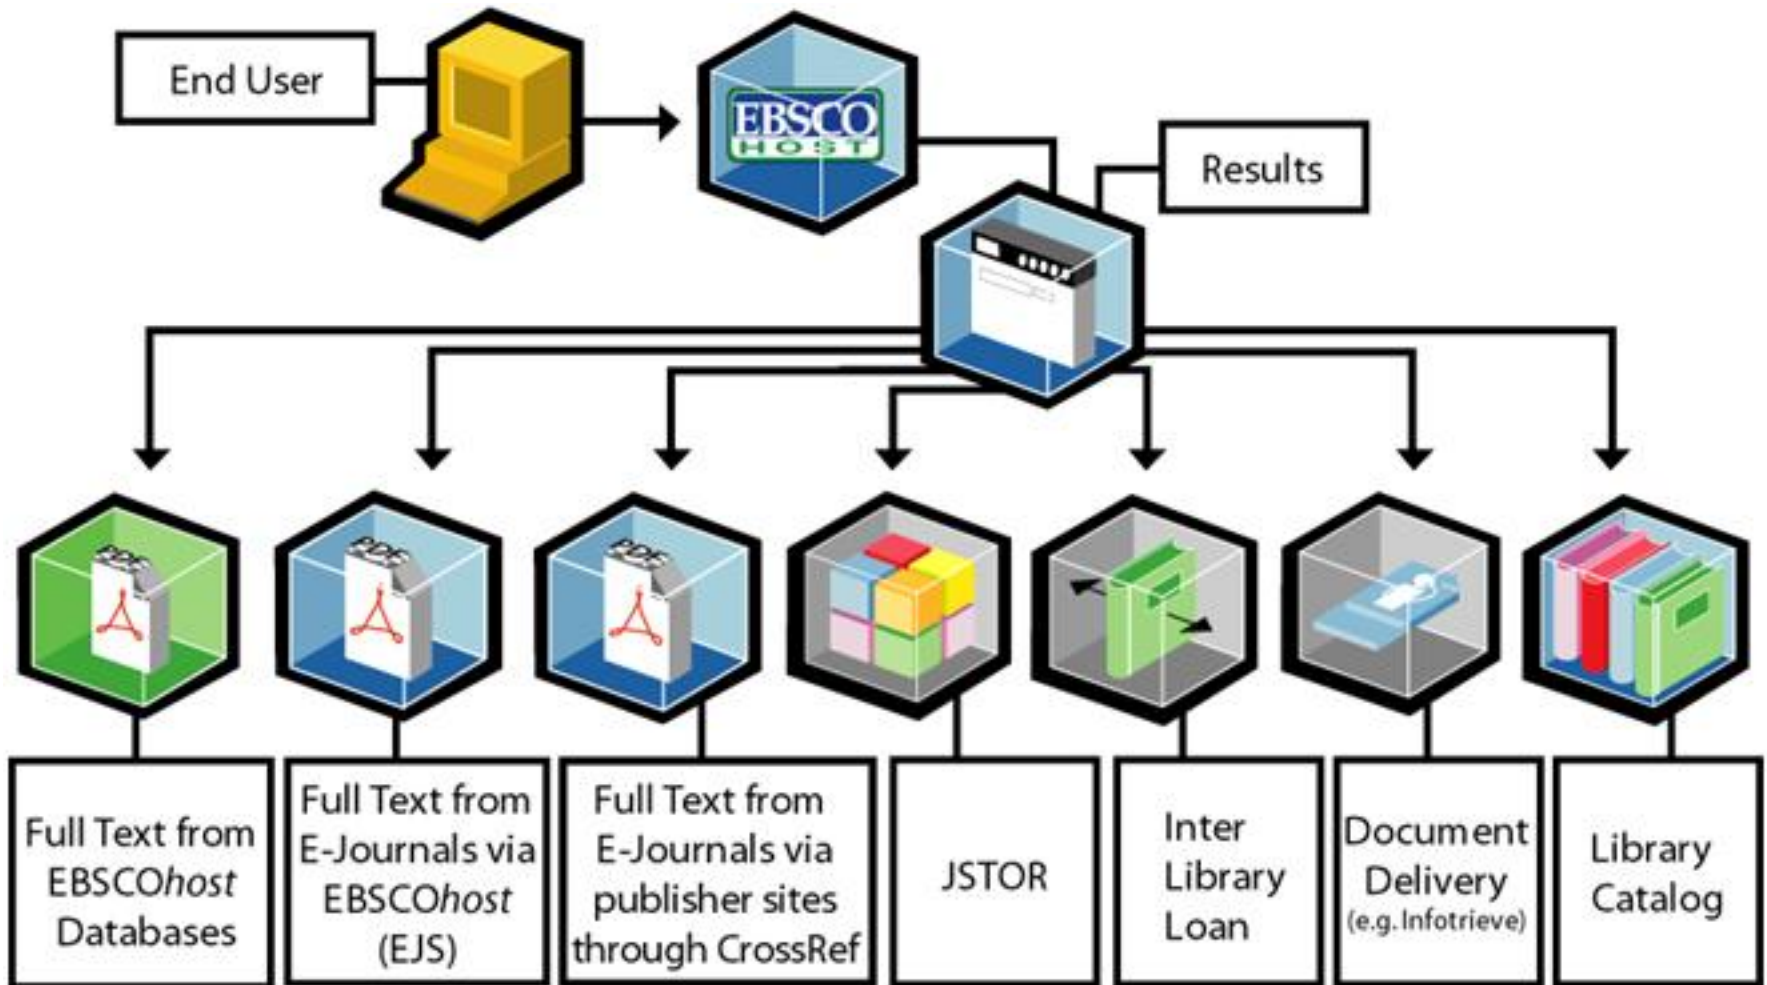 End User
EBSCO
HOST
Results
PDF
PDF
PDF
Full Text from
EBSCOhost
Databases
Full Text from
E-Journals via
EBSCOhost
(EJS)
Full Text from
E-Journals via
publisher sites
through CrossRef
JSTOR
Inter
Library
Loan
Document
Delivery
(e.g. Infotrieve)
Library
Catalog